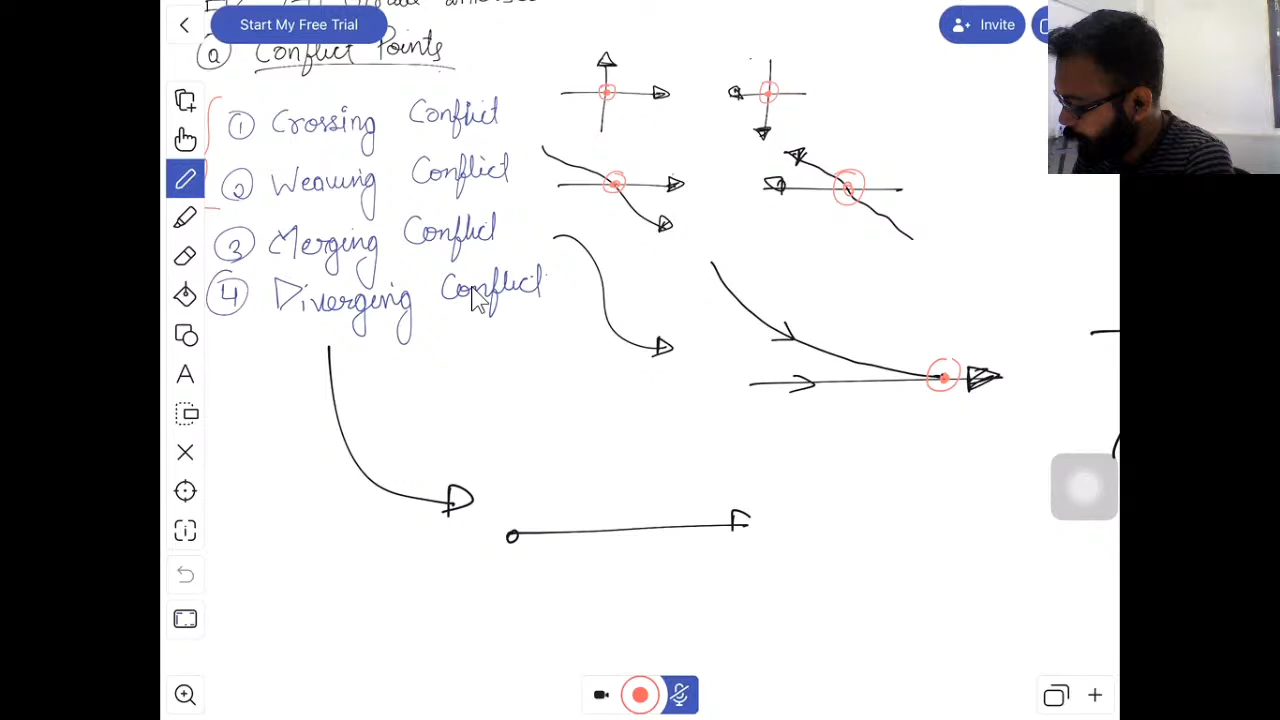 Start My Free Trial
Invite
ⓐ Conflict Points
① Crossing Conflict
② Weaving Conflict
③ Merging Conflict
④ Diverging Conflict